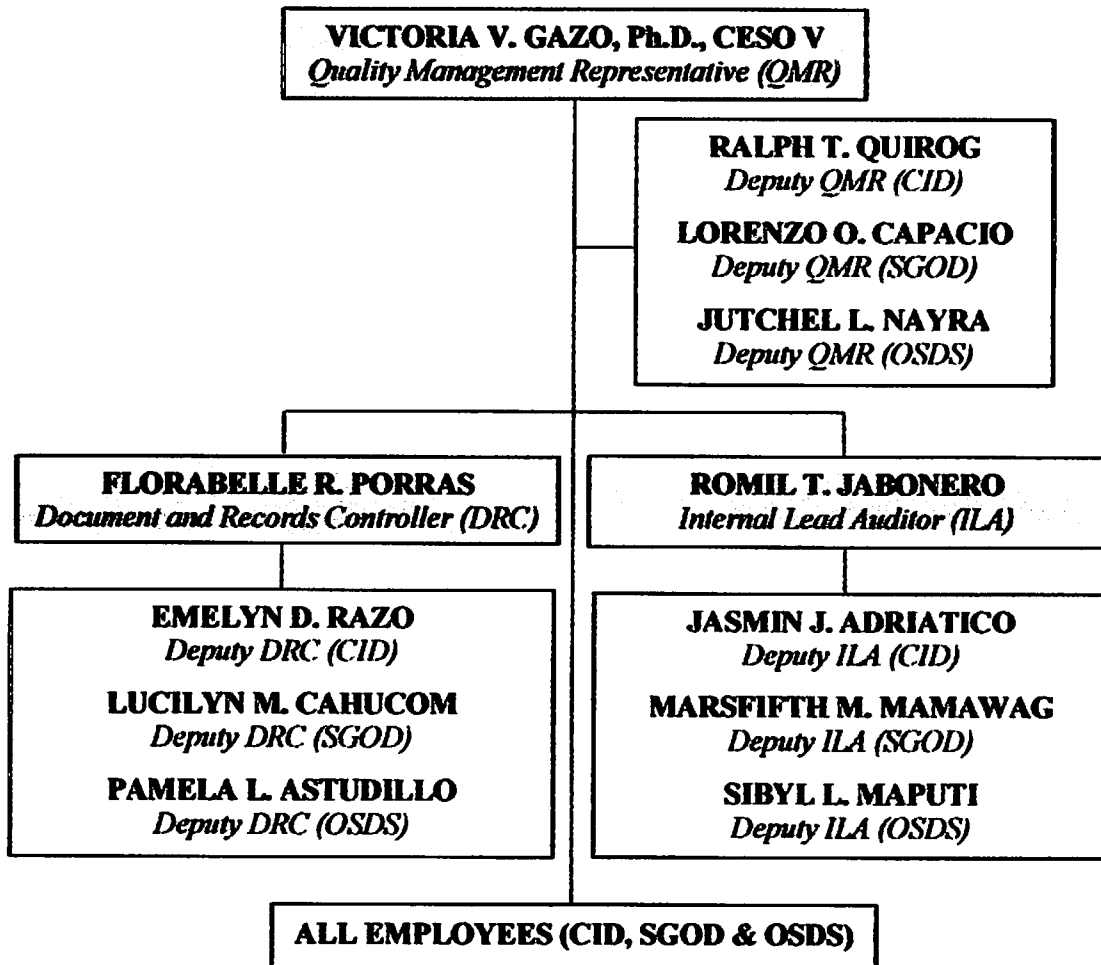 VICTORIA V. GAZO, Ph.D., CESO V
Quality Management Representative (QMR)
RALPH T. QUIROG
Deputy QMR (CID)
LORENZO O. CAPACIO
Deputy QMR (SGOD)
JUTCHEL L. NAYRA
Deputy QMR (OSDS)
FLORABELLE R. PORRAS
Document and Records Controller (DRC)
ROMIL T. JABONERO
Internal Lead Auditor (ILA)
EMELYN D. RAZO
Deputy DRC (CID)
LUCILYN M. CAHUCOM
Deputy DRC (SGOD)
PAMELA L. ASTUDILLO
Deputy DRC (OSDS)
JASMIN J. ADRIATICO
Deputy ILA (CID)
MARSFIFTH M. MAMAWAG
Deputy ILA (SGOD)
SIBYL L. MAPUTI
Deputy ILA (OSDS)
ALL EMPLOYEES (CID, SGOD & OSDS)